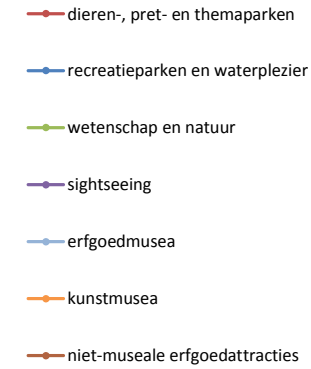 dieren-, pret- en themaparken
recreatieparken en waterplezier
wetenschap en natuur
sightseeing
erfgoedmusea
kunstmusea
niet-museale erfgoedattracties